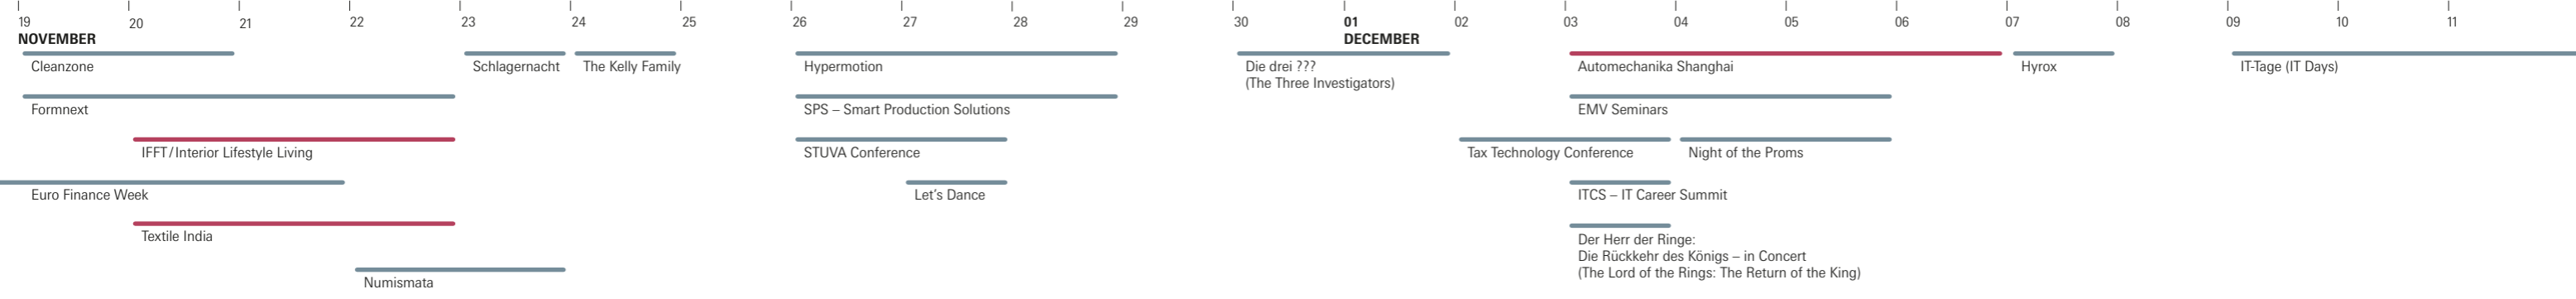 19 20 21 22 23 24 25 26 27 28 29 30 01 02 03 04 05 06 07 08 09 10 11
NOVEMBER DECEMBER
Cleanzone Schlagernacht The Kelly Family Hypermotion Die drei ??? Automechanika Shanghai Hyrox IT-Tage (IT Days)
(The Three Investigators)
Formnext SPS – Smart Production Solutions EMV Seminars
IFFT/Interior Lifestyle Living STUVA Conference Tax Technology Conference Night of the Proms
Euro Finance Week Let’s Dance ITCS – IT Career Summit
Textile India
Der Herr der Ringe:
Die Rückkehr des Königs – in Concert
(The Lord of the Rings: The Return of the King)
Numismata